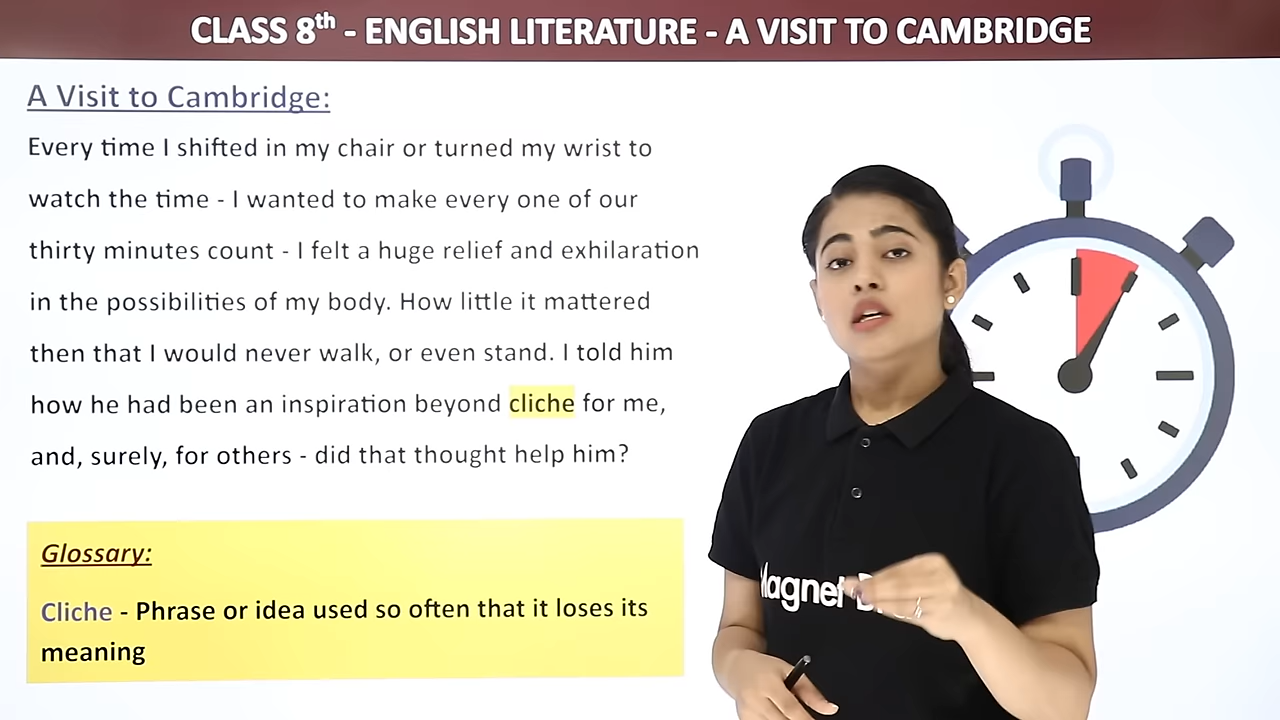 CLASS 8th - ENGLISH LITERATURE - A VISIT TO CAMBRIDGE
A Visit to Cambridge:
Every time I shifted in my chair or turned my wrist to
watch the time - I wanted to make every one of our
thirty minutes count - I felt a huge relief and exhilaration
in the possibilities of my body. How little it mattered
then that I would never walk, or even stand. I told him
how he had been an inspiration beyond cliche for me,
and, surely, for others - did that thought help him?
Glossary:
Cliche - Phrase or idea used so often that it loses its
meaning